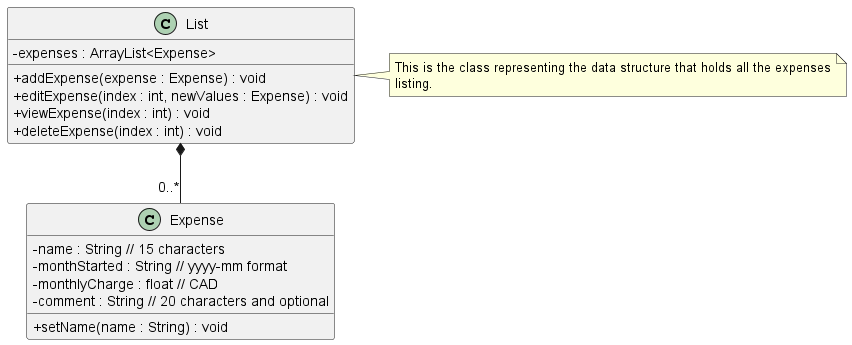 C List
-expenses : ArrayList<Expense>
+addExpense(expense : Expense) : void
+editExpense(index : int, newValues : Expense) : void
+viewExpense(index : int) : void
+deleteExpense(index : int) : void
This is the class representing the data structure that holds all the expenses
listing.
0..*
C Expense
-name : String // 15 characters
-monthStarted : String // yyyy-mm format
-monthlyCharge : float // CAD
-comment : String // 20 characters and optional
+setName(name : String) : void